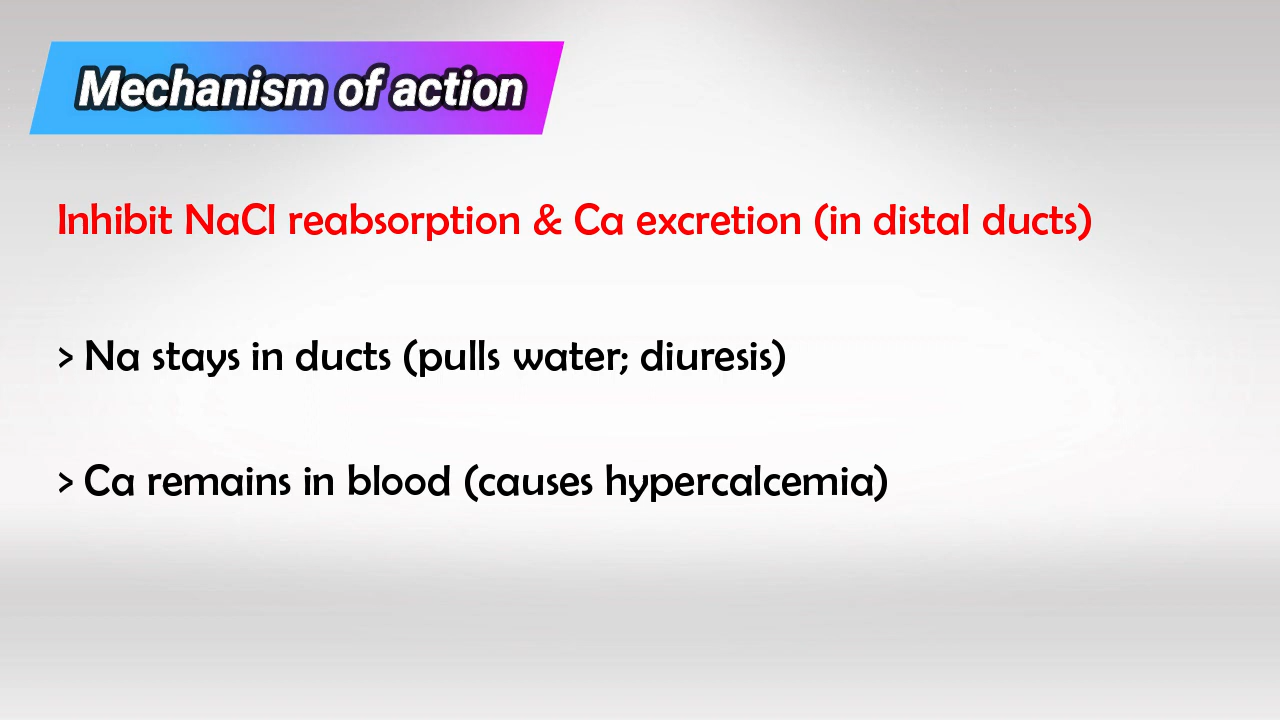 Mechanism of action
Inhibit NaCl reabsorption & Ca excretion (in distal ducts)
> Na stays in ducts (pulls water; diuresis)
> Ca remains in blood (causes hypercalcemia)